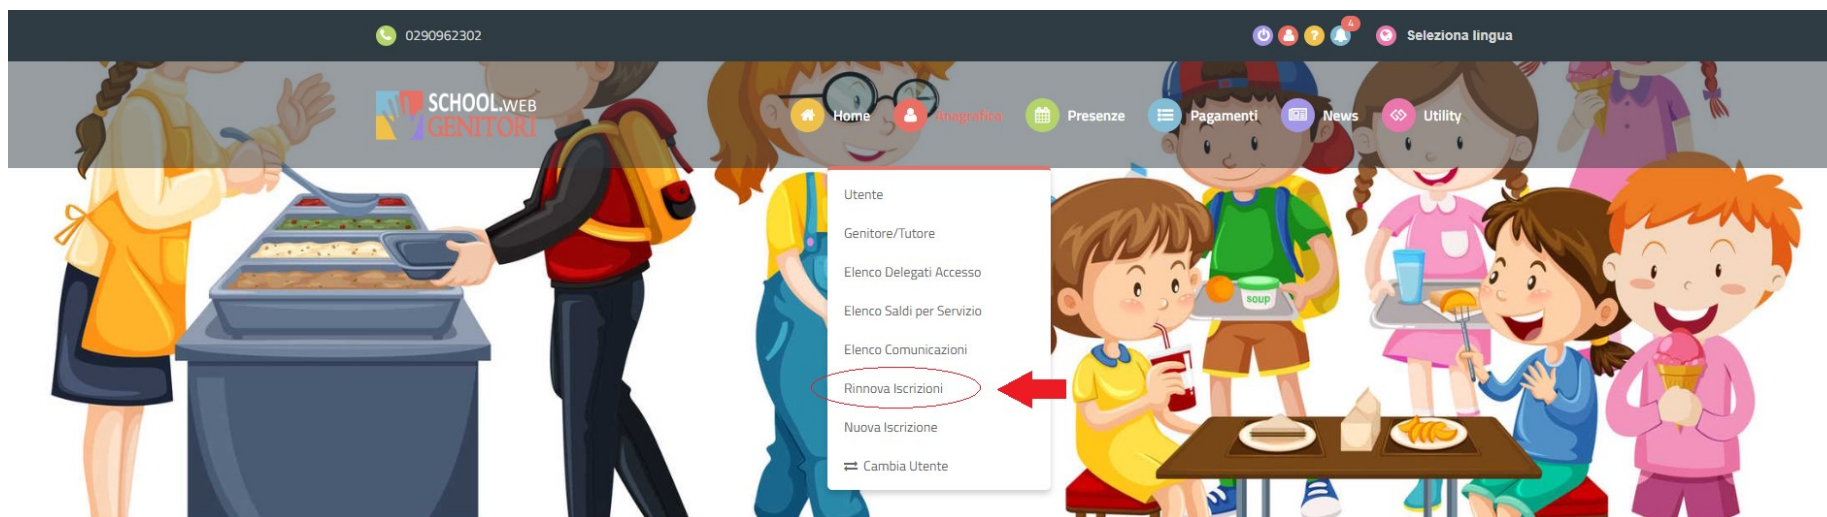 0290962302
4
Seleziona lingua
SCHOOL.WEB
GENITORI
Home
Anagrafica
Presenze
Pagamenti
News
Utility
Utente
Genitore/Tutore
Elenco Delegati Accesso
Elenco Saldi per Servizio
Elenco Comunicazioni
Rinnova Iscrizioni
Nuova Iscrizione
Cambia Utente
soup